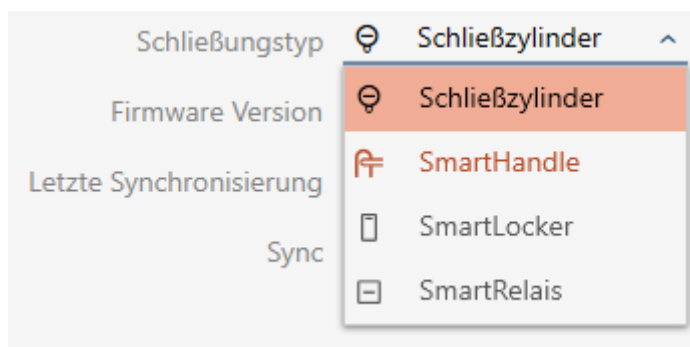 Schließungstyp Schließzylinder
Firmware Version Schließzylinder
SmartHandle
Letzte Synchronisierung
SmartLocker
Sync
SmartRelais